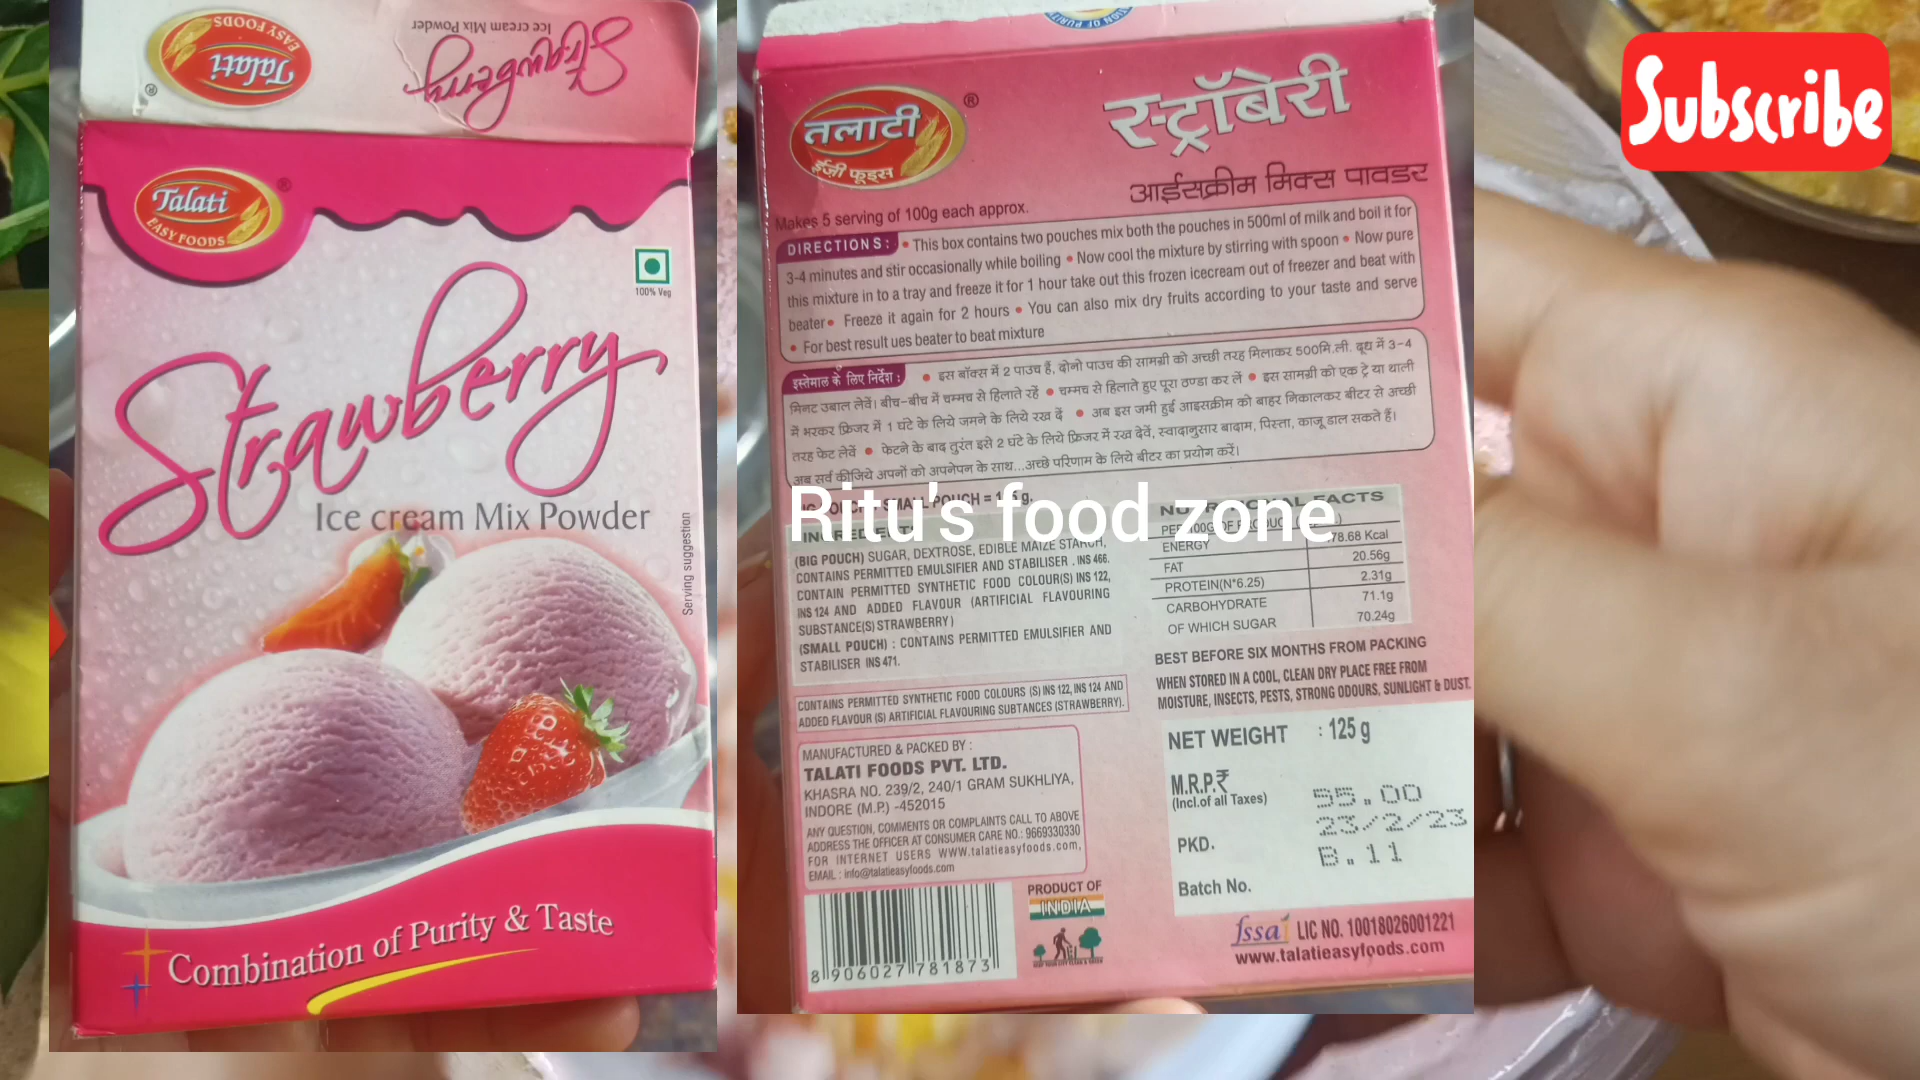 Talati
EASY FOODS
®
Strawberry
Ice cream Mix Powder
Talati
EASY FOODS
®
100% Veg
Strawberry
Ice cream Mix Powder
Serving suggestion
Combination of Purity & Taste
तलाटी
ईज़ी फूड्स
®
स्ट्रॉबेरी
आईसक्रीम मिक्स पावडर
Makes 5 serving of 100g each approx.
DIRECTIONS: • This box contains two pouches mix both the pouches in 500ml of milk and boil it for
3-4 minutes and stir occasionally while boiling • Now cool the mixture by stirring with spoon • Now pure
this mixture in to a tray and freeze it for 1 hour take out this frozen icecream out of freezer and beat with
beater • Freeze it again for 2 hours • You can also mix dry fruits according to your taste and serve
• For best result ues beater to beat mixture
इस्तेमाल के लिए निर्देश : • इस बॉक्स में 2 पाउच हैं, दोनो पाउच की सामग्री को अच्छी तरह मिलाकर 500मि.ली. दूध में 3-4
मिनट उबाल लेवें। बीच-बीच में चम्मच से हिलाते रहें • चम्मच से हिलाते हुए पूरा ठण्डा कर लें • इस सामग्री को एक ट्रे या थाली
में भरकर फ्रिजर में 1 घंटे के लिये जमने के लिये रख दें • अब इस जमी हुई आइसक्रीम को बाहर निकालकर बीटर से अच्छी
तरह फेट लेवें • फेटने के बाद तुरंत इसे 2 घंटे के लिये फ्रिजर में रख देवें, स्वादानुसार बादाम, पिस्ता, काजू डाल सकते हैं।
अब सर्व कीजिये अपनों को अपनेपन के साथ...अच्छे परिणाम के लिये बीटर का प्रयोग करें।
SMALL POUCH =
Ritu's food zone
(BIG POUCH) SUGAR, DEXTROSE, EDIBLE MAIZE STARCH,
CONTAINS PERMITTED EMULSIFIER AND STABILISER . INS 466.
CONTAIN PERMITTED SYNTHETIC FOOD COLOUR(S) INS 122,
INS 124 AND ADDED FLAVOUR (ARTIFICIAL FLAVOURING
SUBSTANCE(S) STRAWBERRY)
(SMALL POUCH) : CONTAINS PERMITTED EMULSIFIER AND
STABILISER INS 471.
CONTAINS PERMITTED SYNTHETIC FOOD COLOURS (S) INS 122, INS 124 AND
ADDED FLAVOUR (S) ARTIFICIAL FLAVOURING SUBTANCES (STRAWBERRY).
FACTS
ENERGY 78.68 Kcal
FAT 20.56g
PROTEIN(N*6.25) 2.31g
CARBOHYDRATE 71.1g
OF WHICH SUGAR 70.24g
BEST BEFORE SIX MONTHS FROM PACKING
WHEN STORED IN A COOL, CLEAN DRY PLACE FREE FROM
MOISTURE, INSECTS, PESTS, STRONG ODOURS, SUNLIGHT & DUST.
MANUFACTURED & PACKED BY :
TALATI FOODS PVT. LTD.
KHASRA NO. 239/2, 240/1 GRAM SUKHLIYA,
INDORE (M.P.) -452015
ANY QUESTION, COMMENTS OR COMPLAINTS CALL TO ABOVE
ADDRESS THE OFFICER AT CONSUMER CARE NO.: 9669330330
FOR INTERNET USERS WWW.talatieasyfoods.com,
EMAIL : info@talatieasyfoods.com
NET WEIGHT : 125 g
M.R.P.₹ 55.00
(Incl.of all Taxes)
PKD. 23/2/23
Batch No. B.11
8 906027 781873
PRODUCT OF
INDIA
fssai LIC NO. 10018026001221
www.talatieasyfoods.com
Subscribe